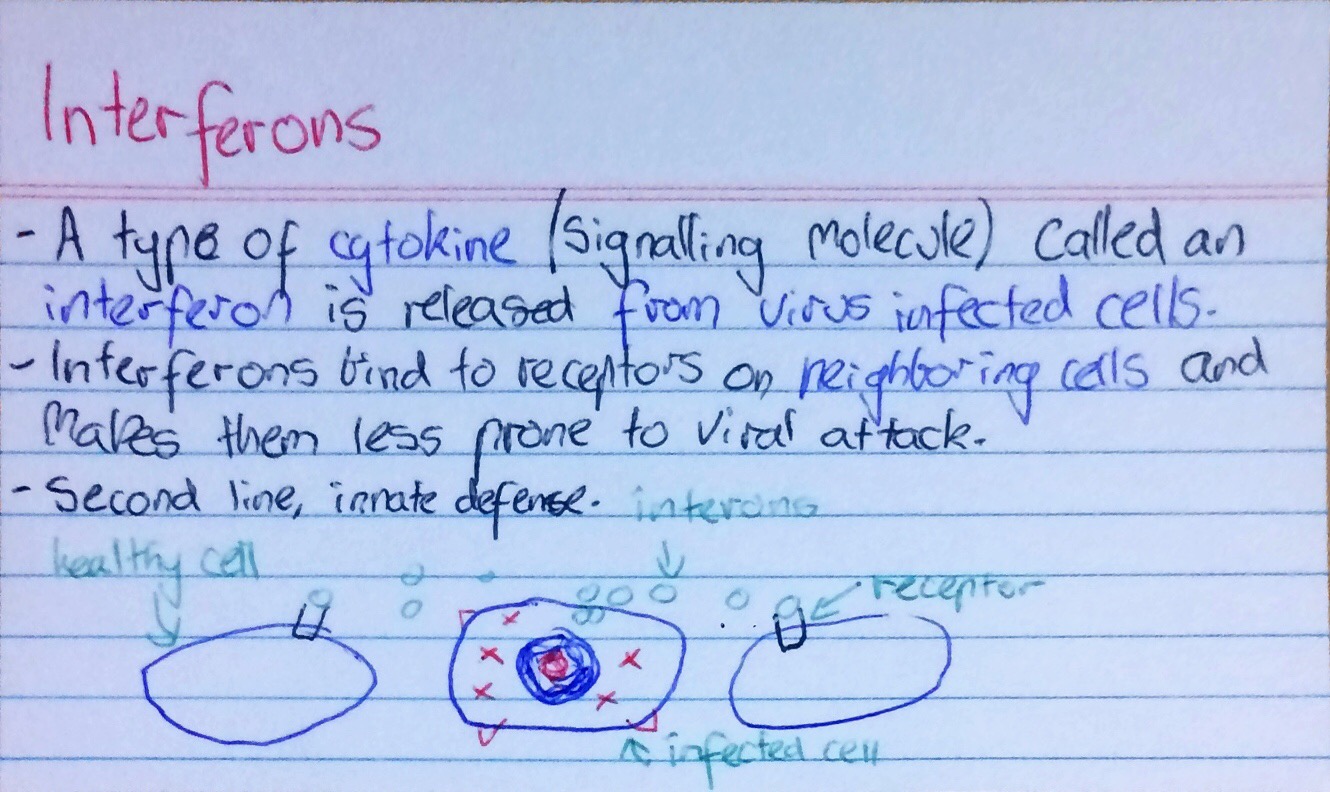 Interferons
- A type of cytokine (signalling molecule) called an
interferon is released from virus infected cells.
- Interferons bind to receptors on neighboring cells and
makes them less prone to viral attack.
- Second line, innate defense.
interons
healthy cell
receptor
infected cell